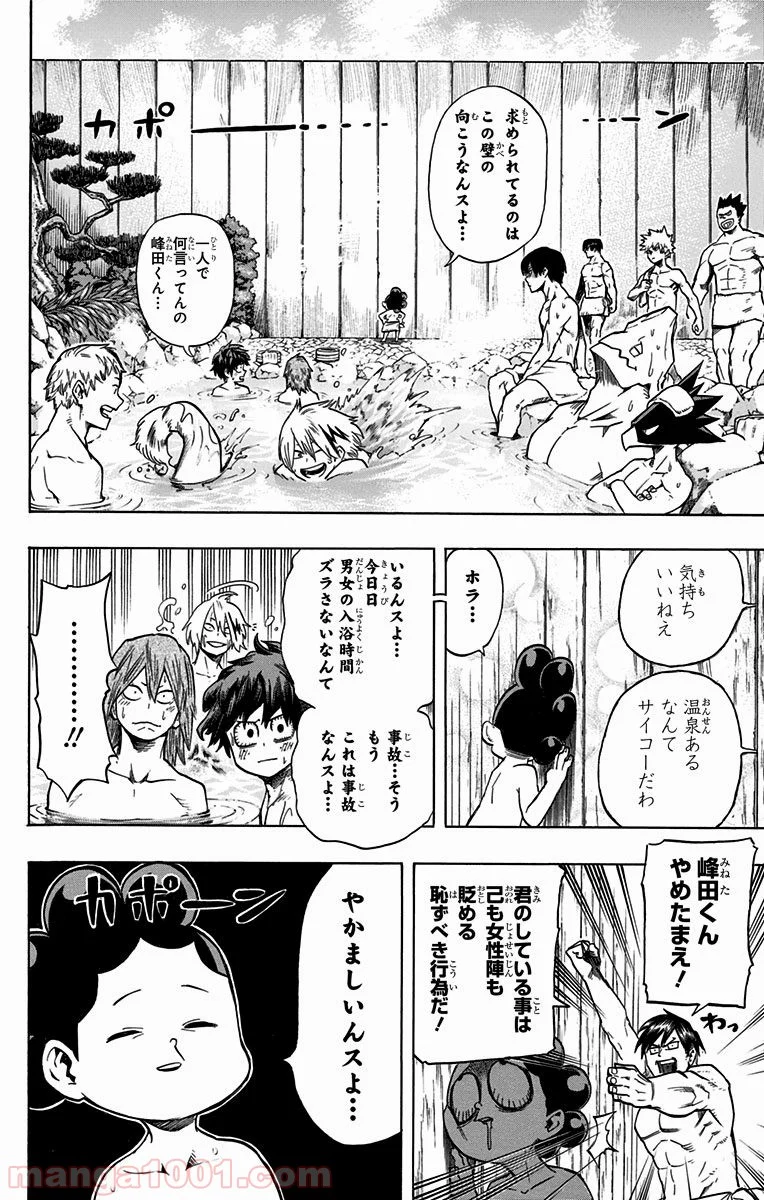 求められてるのは
この壁の
向こうなんスよ…
カポーーン
一人で
何言ってんの
峰田くん…
気持ち
いいねえ
温泉ある
なんて
サイコーだわ
ホラ…
いるんスよ…
今日日
男女の入浴時間
ズラさないなんて
事故…そう
もう
これは事故
なんスよ…
………!!
峰田くん
やめたまえ！
わっ
君のしている事は
己も女性陣も
貶める
恥ずべき行為だ！
やかましいんスよ…
カポーン
manga1001.com